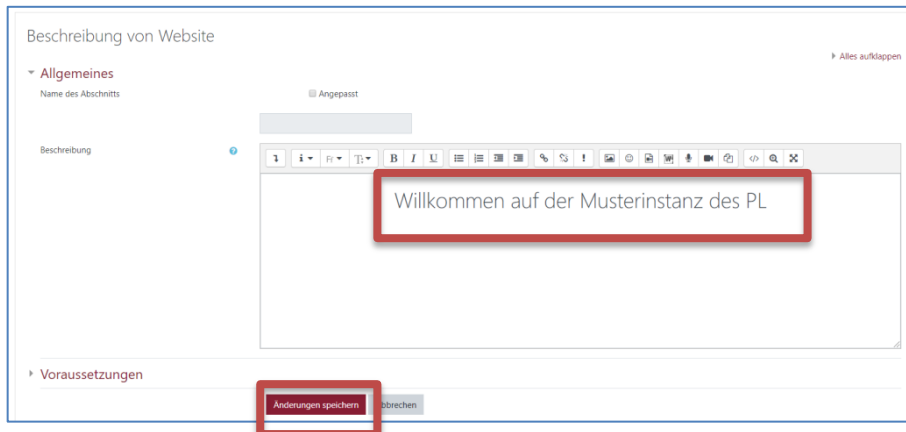 Beschreibung von Website
Alles aufklappen
Allgemeines
Name des Abschnitts
Angepasst
Beschreibung
B I U
Willkommen auf der Musterinstanz des PL
Voraussetzungen
Änderungen speichern
bbrechen